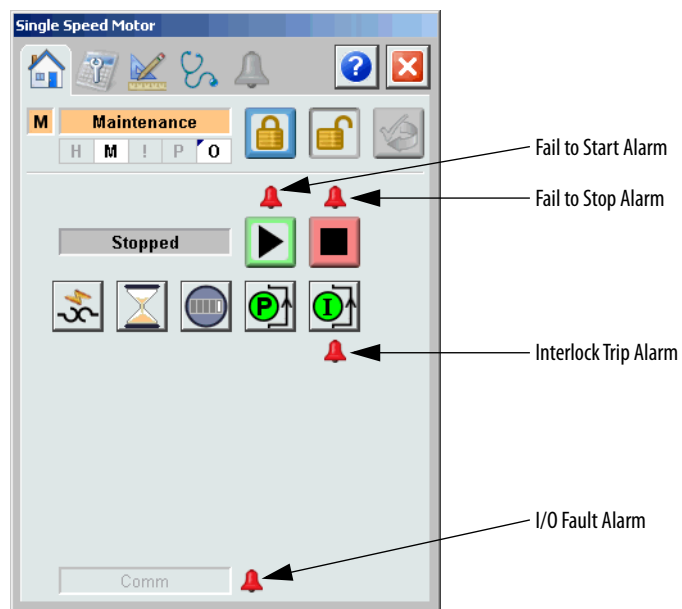 Single Speed Motor
?
M Maintenance
H M ! P O
Fail to Start Alarm
Fail to Stop Alarm
Stopped
P I
Interlock Trip Alarm
I/O Fault Alarm
Comm